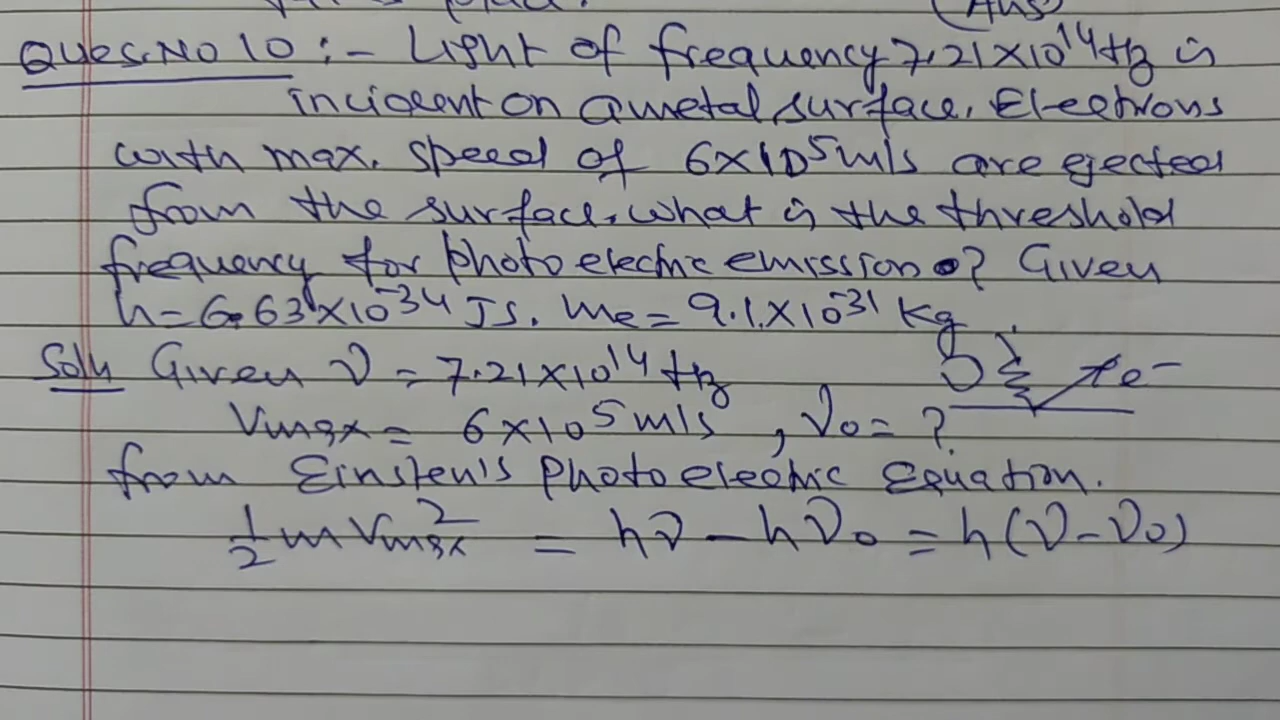 (Ans)
Ques.No 10 :- Light of frequency 7.21×10¹⁴ Hz is
incident on a metal surface. Electrons
with max. speed of 6×10⁵ m/s are ejected
from the surface. what is the threshold
frequency for photoelectric emission? Given
h=6.63×10⁻³⁴ JS. me = 9.1×10⁻³¹ Kg
Soln Given ν = 7.21×10¹⁴ Hz
e⁻
Vmax = 6×10⁵ m/s , ν₀ = ?
from Einsten's photoelectric Equation.
½ m Vmax² = hν - hν₀ = h(ν-ν₀)